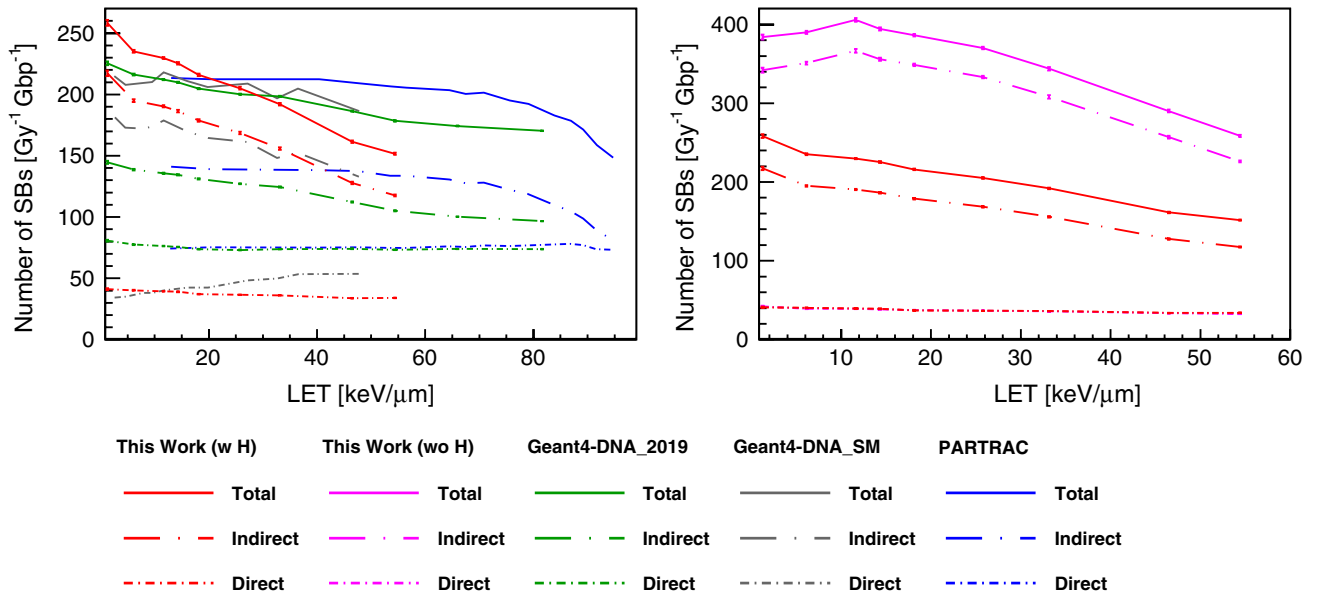 Number of SBs [Gy⁻¹ Gbp⁻¹]
250
200
150
100
50
0
20 40 60 80
LET [keV/μm]
Number of SBs [Gy⁻¹ Gbp⁻¹]
400
300
200
100
0
10 20 30 40 50 60
LET [keV/μm]
This Work (w H) This Work (wo H) Geant4-DNA_2019 Geant4-DNA_SM PARTRAC
Total Total Total Total Total
Indirect Indirect Indirect Indirect Indirect
Direct Direct Direct Direct Direct